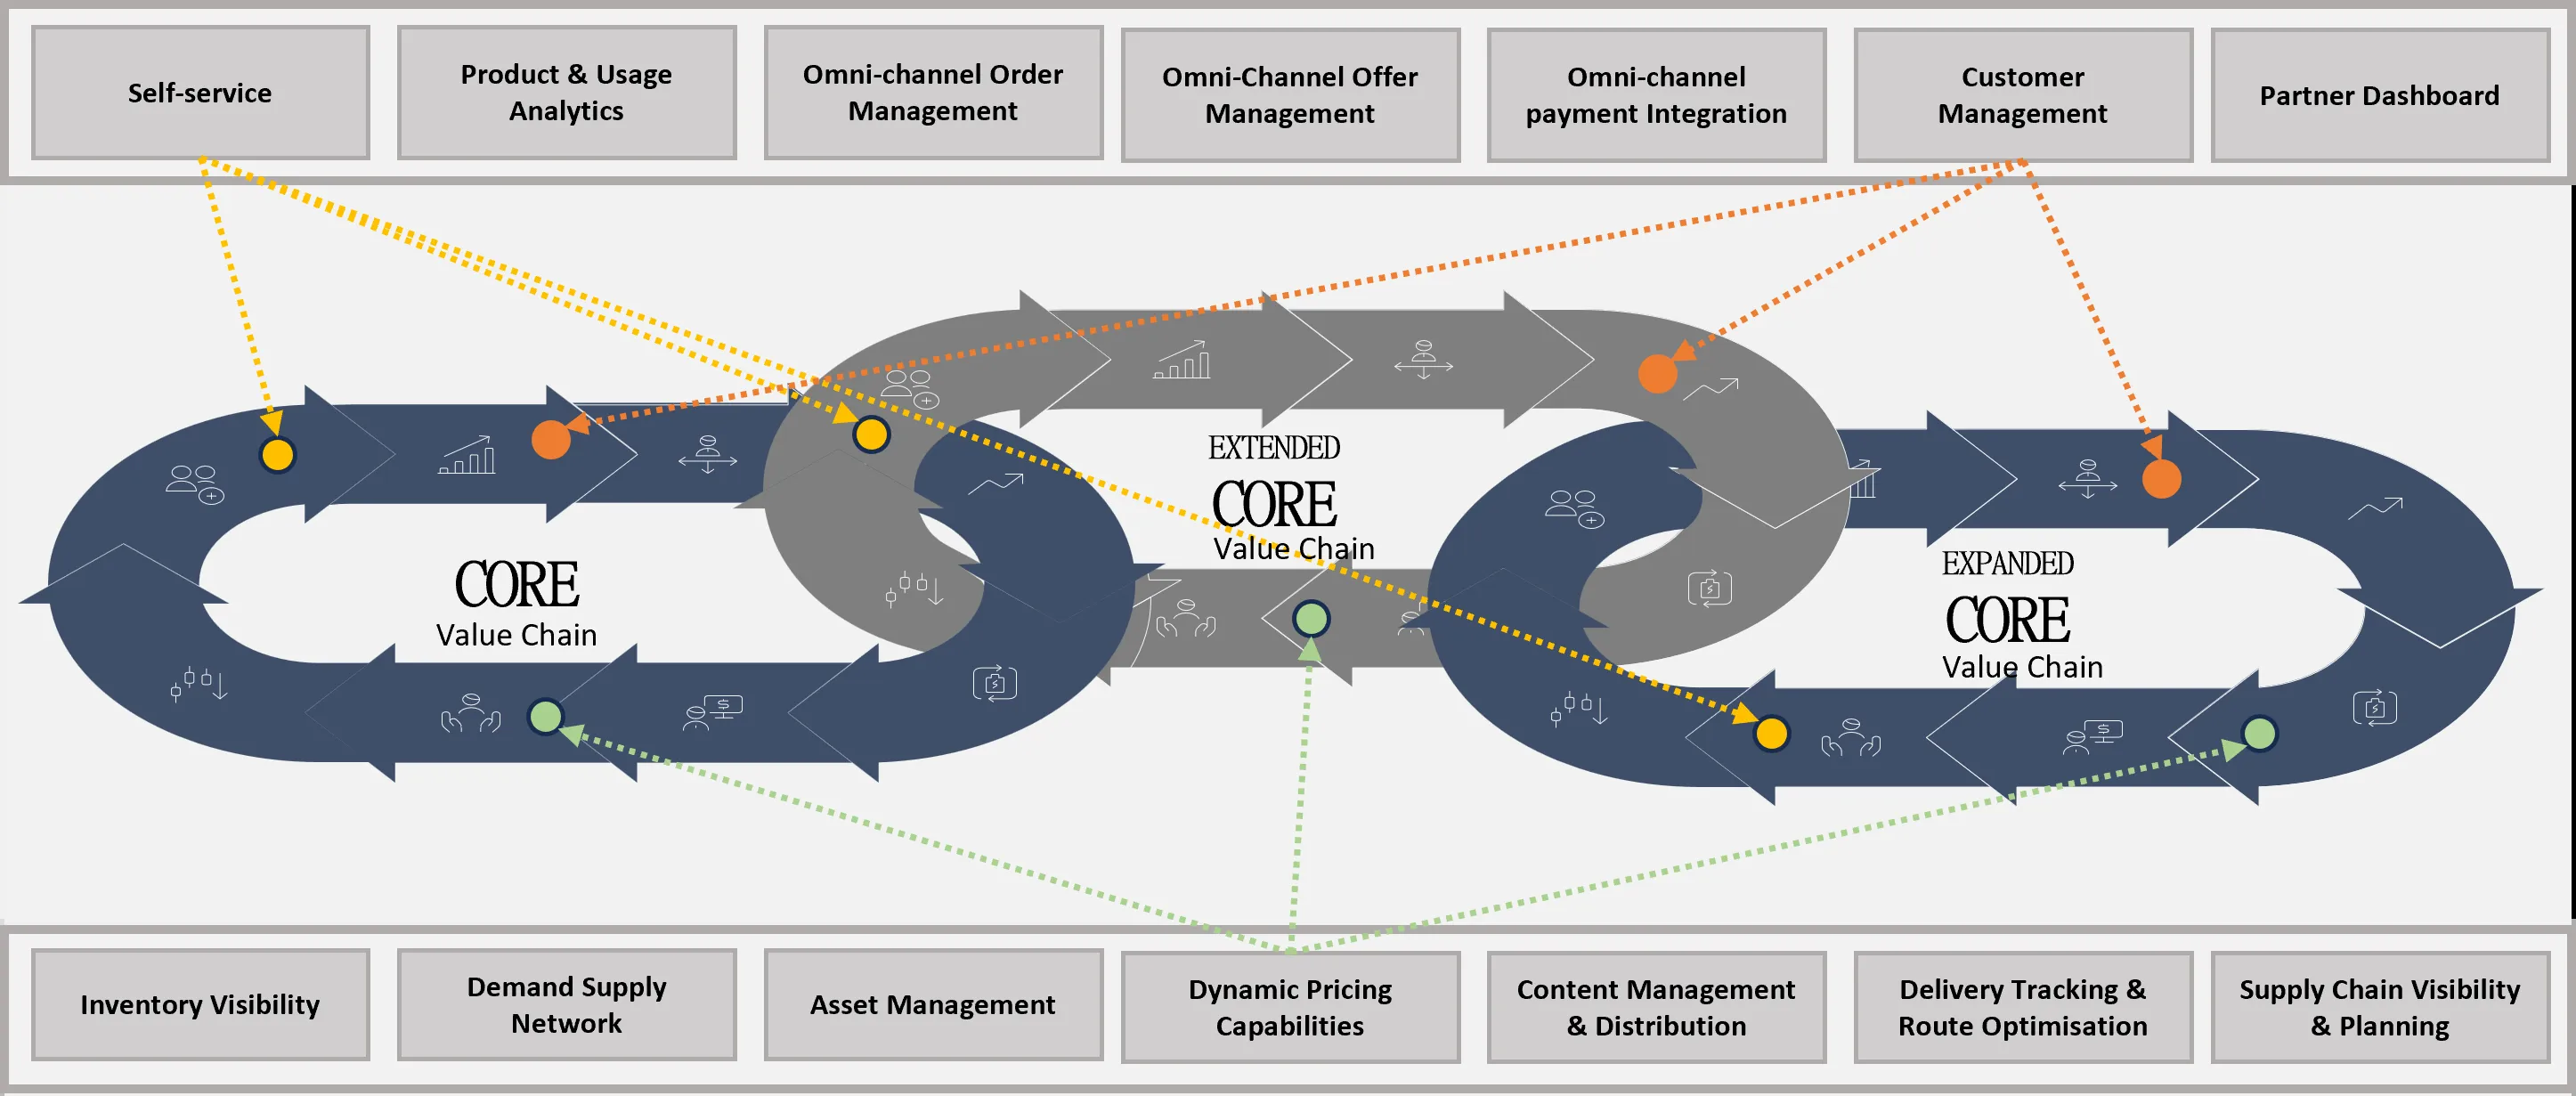 Self-service
Product & Usage
Analytics
Omni-channel Order
Management
Omni-Channel Offer
Management
Omni-channel
payment Integration
Customer
Management
Partner Dashboard
EXTENDED
CORE
Value Chain
CORE
Value Chain
EXPANDED
CORE
Value Chain
Inventory Visibility
Demand Supply
Network
Asset Management
Dynamic Pricing
Capabilities
Content Management
& Distribution
Delivery Tracking &
Route Optimisation
Supply Chain Visibility
& Planning